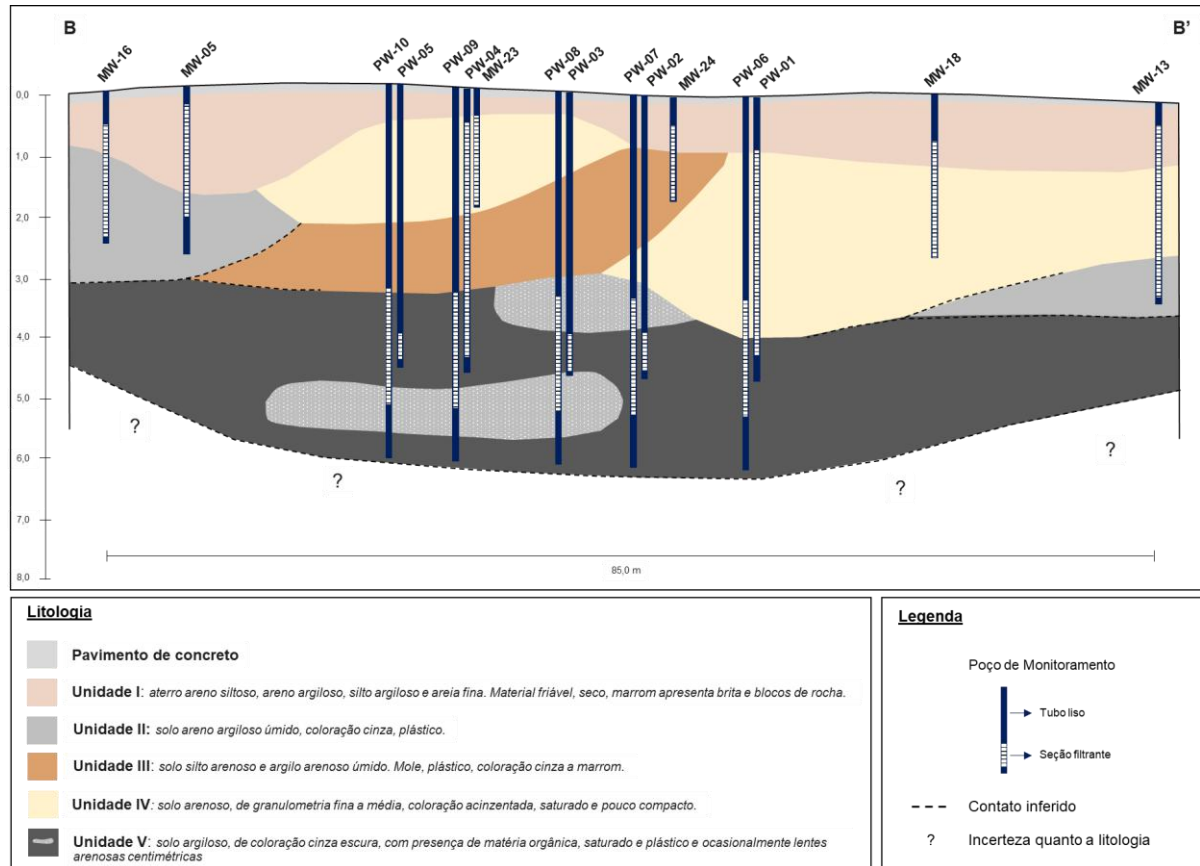 B
B'
MW-16
MW-05
PW-10
PW-05
PW-09
PW-04
MW-23
PW-08
PW-03
PW-07
PW-02
MW-24
PW-06
PW-01
MW-18
MW-13
0,0
1,0
2,0
3,0
4,0
5,0
6,0
7,0
8,0
?
?
?
?
85,0 m
Litologia
Pavimento de concreto
Unidade I: aterro areno siltoso, areno argiloso, silto argiloso e areia fina. Material friável, seco, marrom apresenta brita e blocos de rocha.
Unidade II: solo areno argiloso úmido, coloração cinza, plástico.
Unidade III: solo silto arenoso e argilo arenoso úmido. Mole, plástico, coloração cinza a marrom.
Unidade IV: solo arenoso, de granulometria fina a média, coloração acinzentada, saturado e pouco compacto.
Unidade V: solo argiloso, de coloração cinza escura, com presença de matéria orgânica, saturado e plástico e ocasionalmente lentes
arenosas centimétricas
Legenda
Poço de Monitoramento
Tubo liso
Seção filtrante
Contato inferido
? Incerteza quanto a litologia